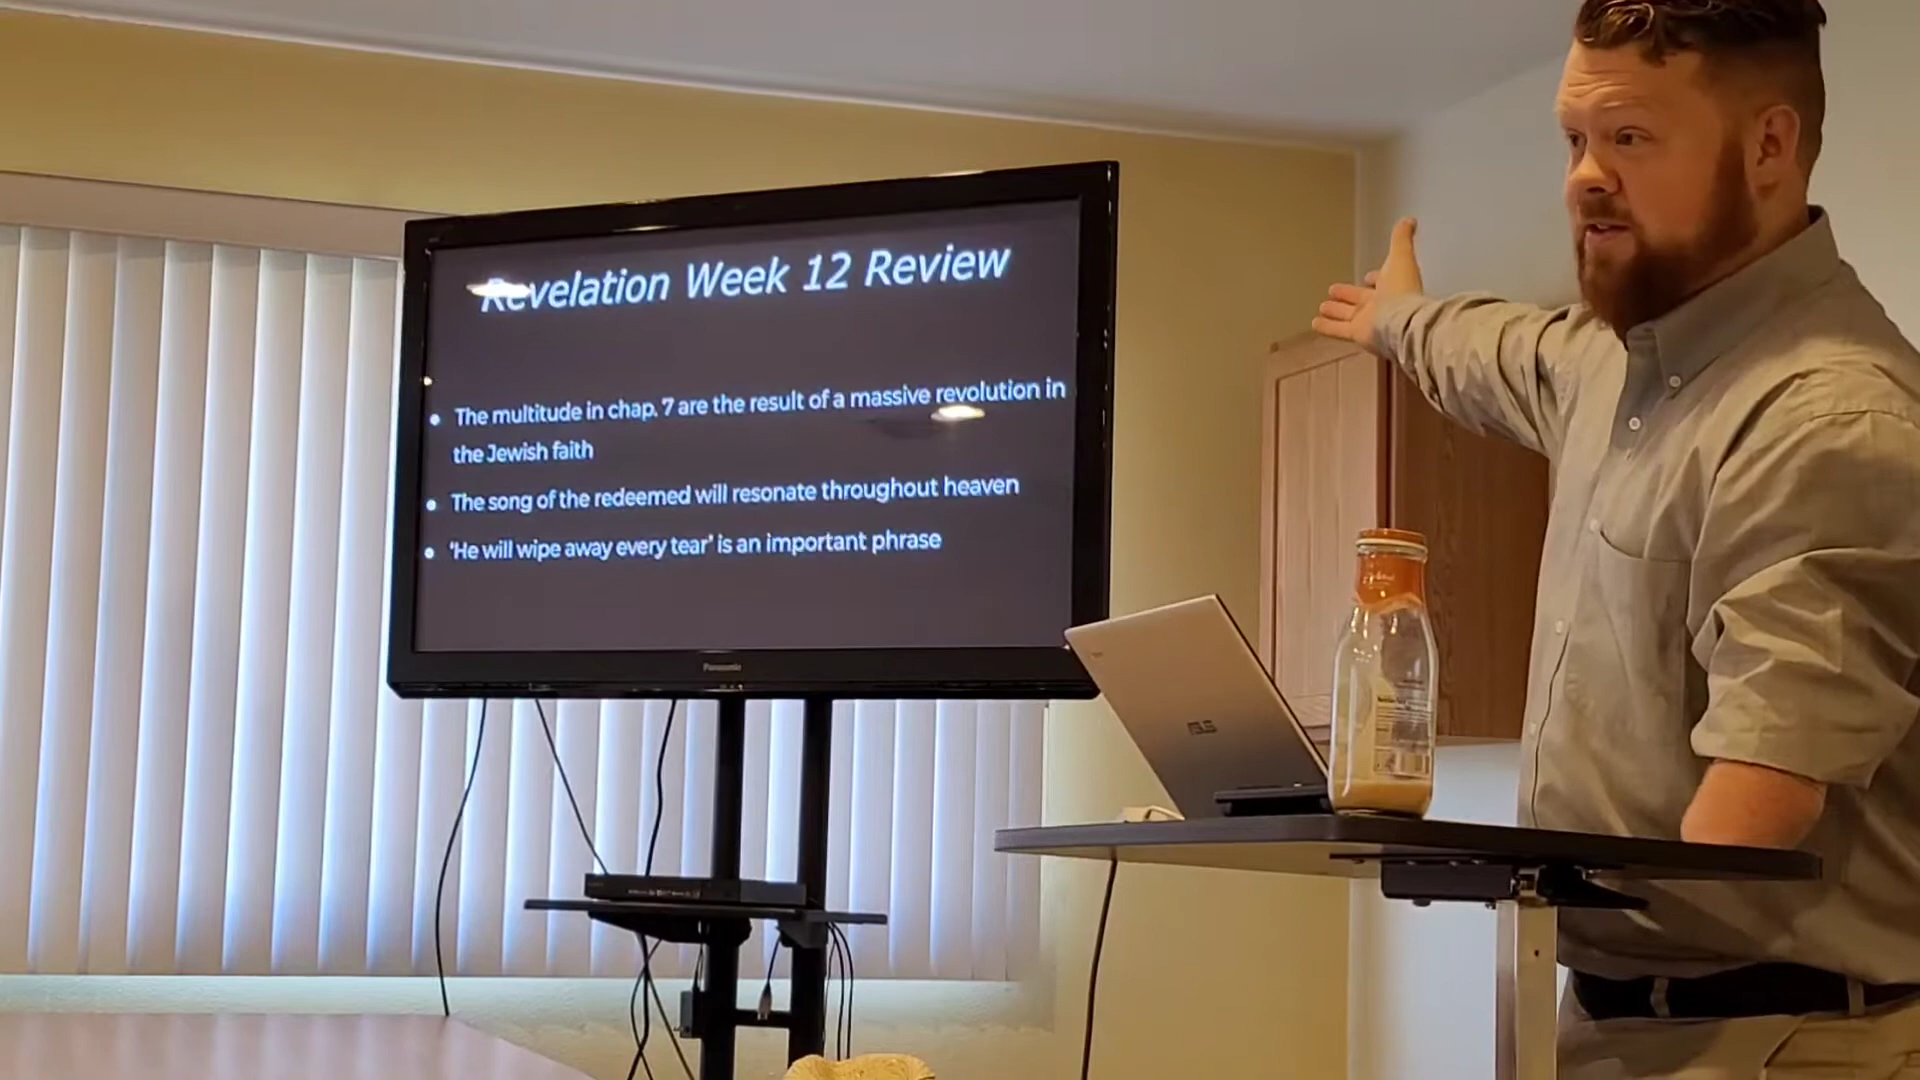 Revelation Week 12 Review
The multitude in chap. 7 are the result of a massive revolution in
the Jewish faith
The song of the redeemed will resonate throughout heaven
'He will wipe away every tear' is an important phrase
Panasonic
ASUS